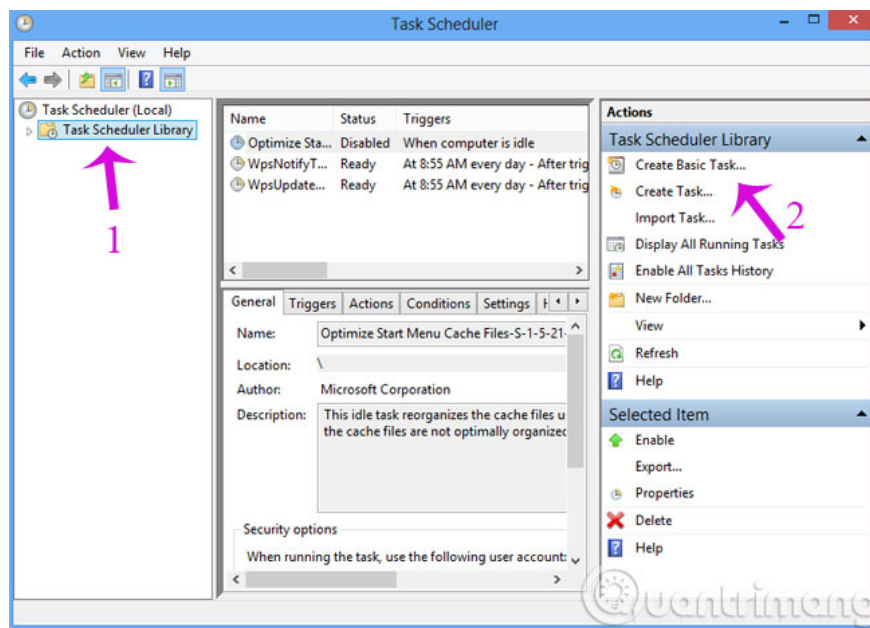 Task Scheduler
File Action View Help
Task Scheduler (Local)
Task Scheduler Library
1
Name Status Triggers
Optimize Sta... Disabled When computer is idle
WpsNotifyT... Ready At 8:55 AM every day - After trig
WpsUpdate... Ready At 8:55 AM every day - After trig
General Triggers Actions Conditions Settings
Name: Optimize Start Menu Cache Files-S-1-5-21-
Location: \
Author: Microsoft Corporation
Description: This idle task reorganizes the cache files u
the cache files are not optimally organized
Security options
When running the task, use the following user account:
Actions
Task Scheduler Library
Create Basic Task...
Create Task...
2
Import Task...
Display All Running Tasks
Enable All Tasks History
New Folder...
View
Refresh
Help
Selected Item
Enable
Export...
Properties
Delete
Help
Quantrimang